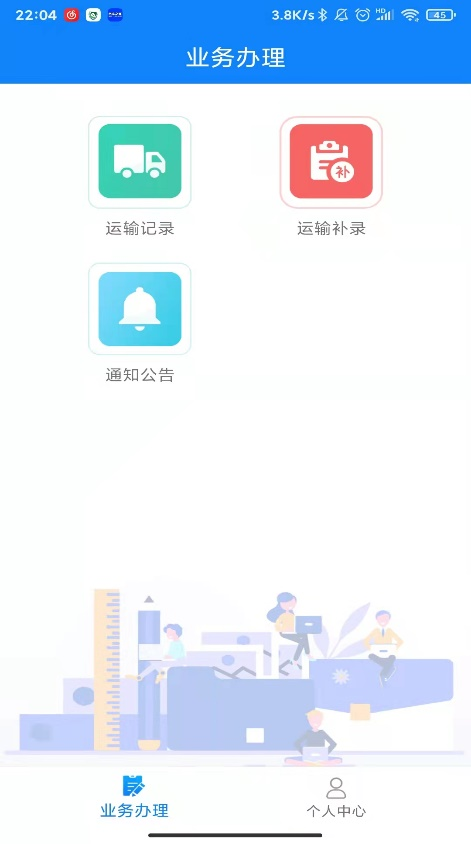 22:04 3.8K/s HD 45
业务办理
补
运输记录 运输补录
通知公告
业务办理 个人中心